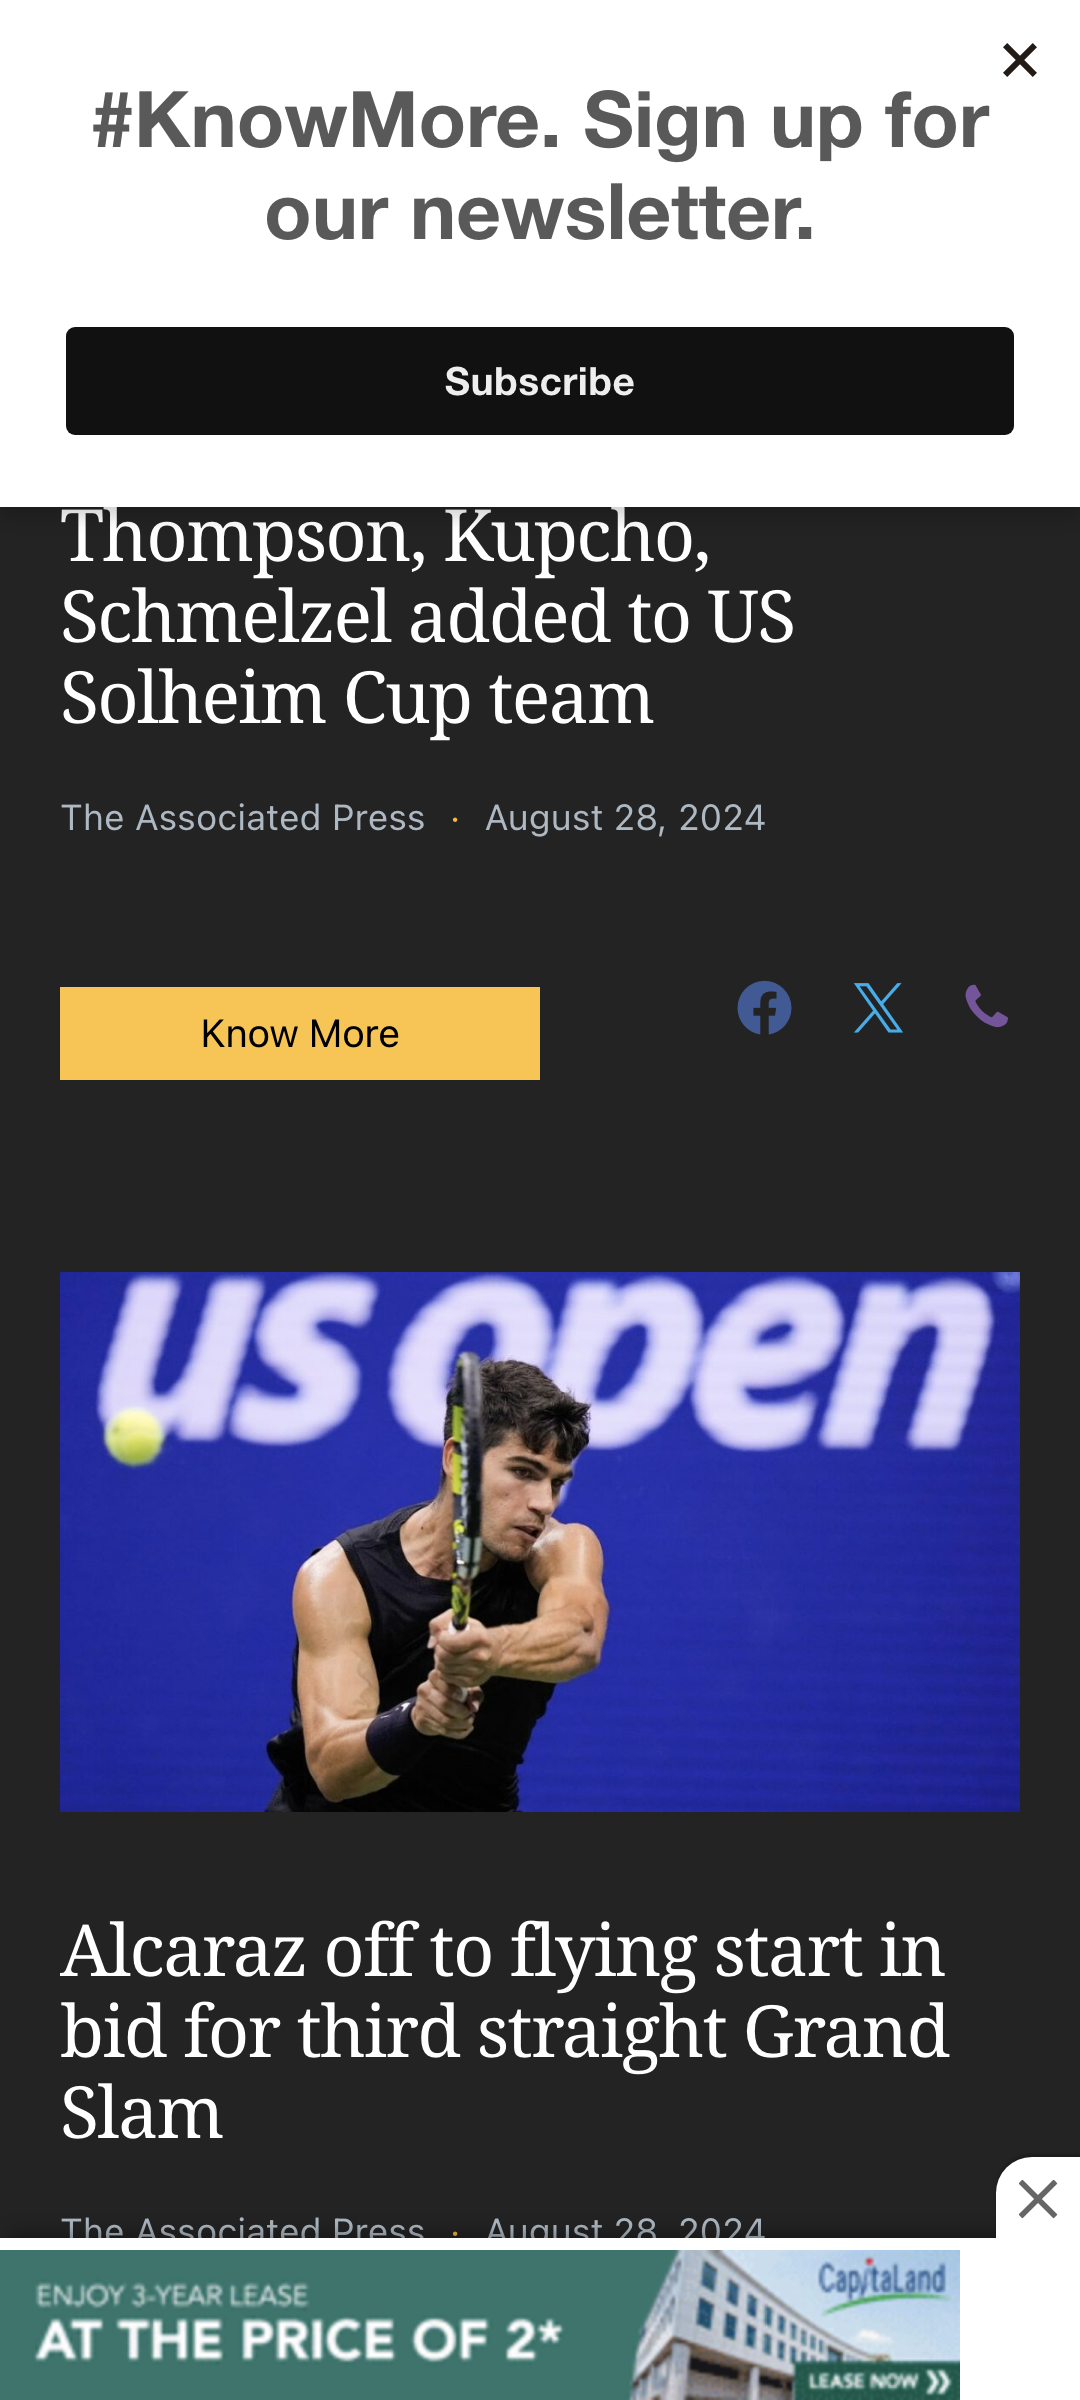 #KnowMore. Sign up for
our newsletter.
Subscribe
Thompson, Kupcho,
Schmelzel added to US
Solheim Cup team
The Associated Press · August 28, 2024
Know More
us open
Alcaraz off to flying start in
bid for third straight Grand
Slam
The Associated Press · August 28, 2024
ENJOY 3-YEAR LEASE
AT THE PRICE OF 2*
CapitaLand
LEASE NOW »